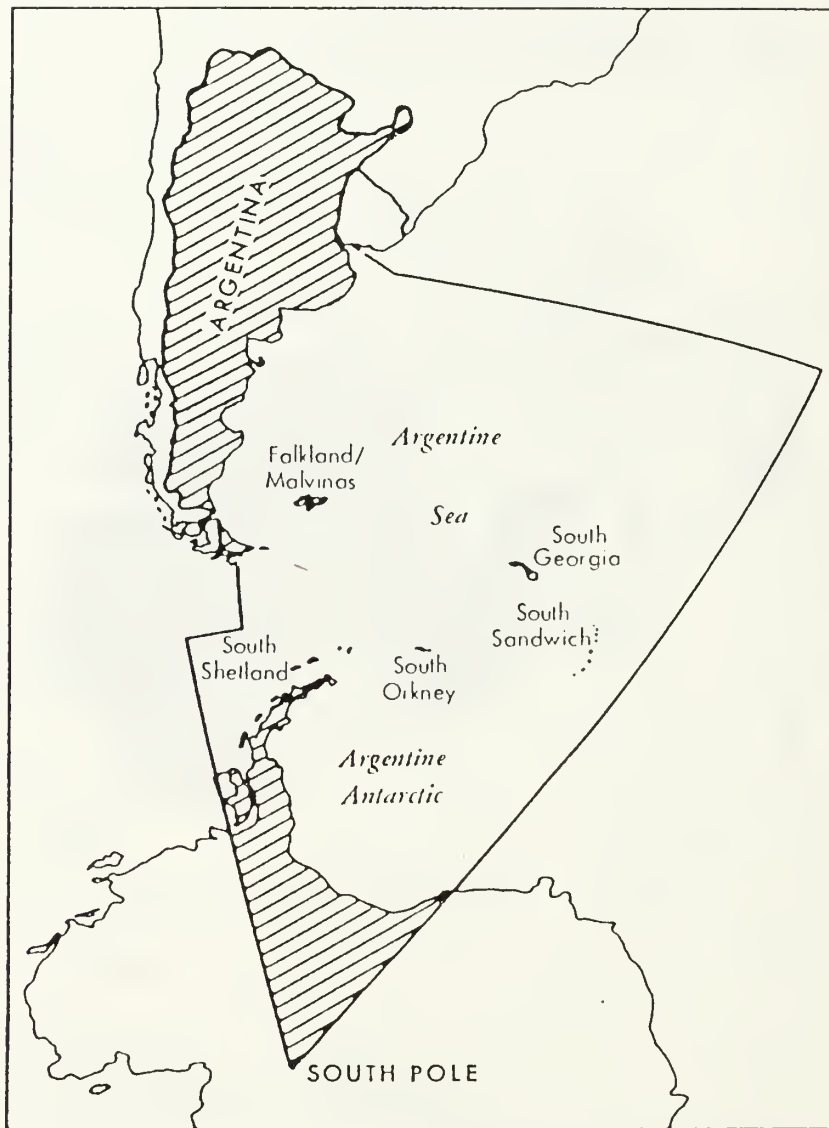 ARGENTINA
Argentine
Sea
Falkland/
Malvinas
South
Georgia
South
Sandwich
South
Shetland
South
Orkney
Argentine
Antarctic
SOUTH POLE